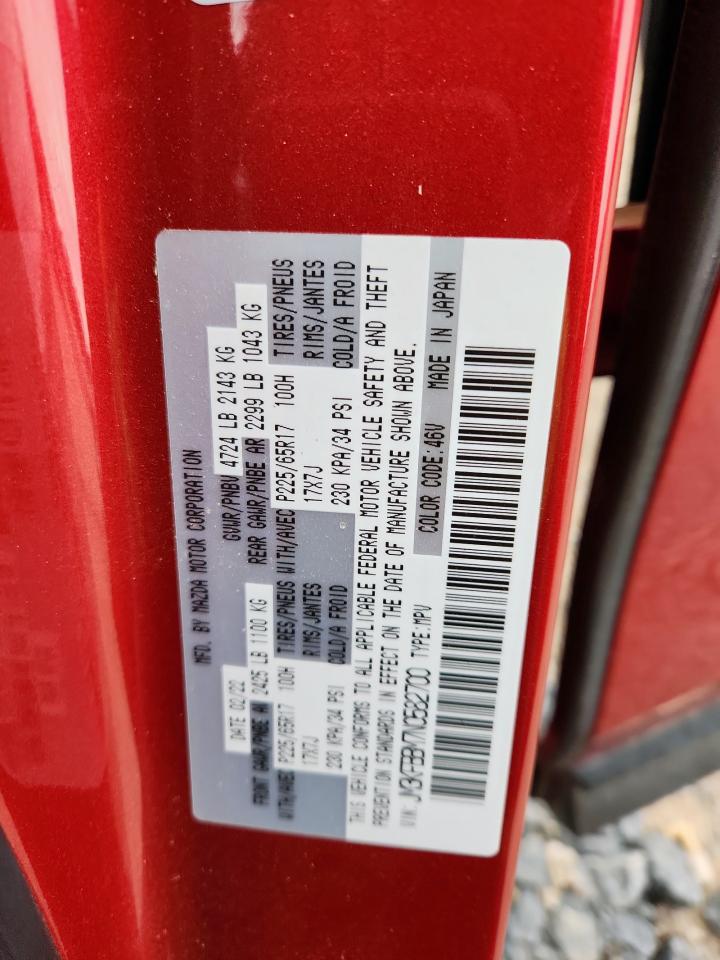 MFD. BY MAZDA MOTOR CORPORATION
DATE 02/22 GVWR/PNBV 4724 LB 2143 KG
FRONT GAWR/PNBE AV 2425 LB 1100 KG REAR GAWR/PNBE AR 2299 LB 1043 KG
WITH/AVEC P225/65R17 100H TIRES/PNEUS WITH/AVEC P225/65R17 100H TIRES/PNEUS
17X7J RIMS/JANTES 17X7J RIMS/JANTES
230 KPA/34 PSI COLD/A FROID 230 KPA/34 PSI COLD/A FROID
THIS VEHICLE CONFORMS TO ALL APPLICABLE FEDERAL MOTOR VEHICLE SAFETY AND THEFT
PREVENTION STANDARDS IN EFFECT ON THE DATE OF MANUFACTURE SHOWN ABOVE.
VIN: JM3KFBBM7N0582700 TYPE:MPV COLOR CODE:46V MADE IN JAPAN